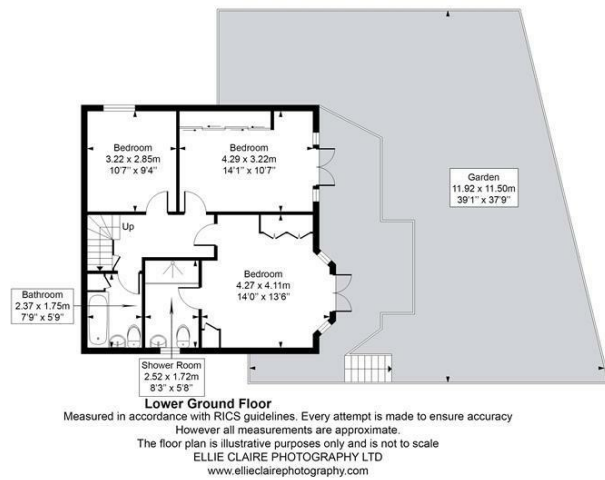 Bedroom
3.22 x 2.85m
10'7" x 9'4"
Bedroom
4.29 x 3.22m
14'1" x 10'7"
Garden
11.92 x 11.50m
39'1" x 37'9"
Up
Bedroom
4.27 x 4.11m
14'0" x 13'6"
Bathroom
2.37 x 1.75m
7'9" x 5'9"
Shower Room
2.52 x 1.72m
8'3" x 5'8"
Lower Ground Floor
Measured in accordance with RICS guidelines. Every attempt is made to ensure accuracy
However all measurements are approximate.
The floor plan is illustrative purposes only and is not to scale
ELLIE CLAIRE PHOTOGRAPHY LTD
www.ellieclairephotography.com